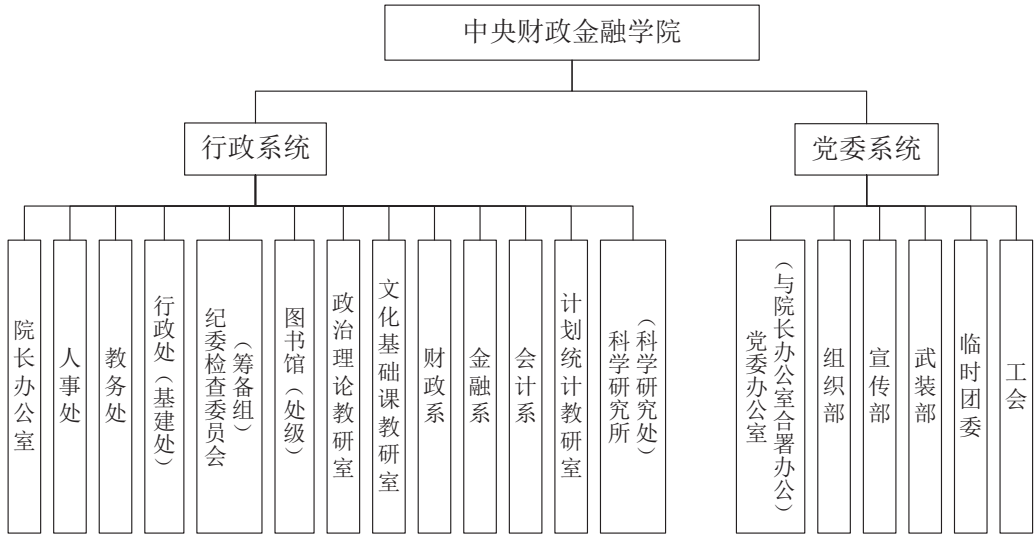 中央财政金融学院
行政系统
党委系统
院长办公室
人事处
教务处
行政处（基建处）
纪委检查委员会
（筹备组）
图书馆（处级）
政治理论教研室
文化基础课教研室
财政系
金融系
会计系
计划统计教研室
科学研究所
（科学研究处）
党委办公室
（与院长办公室合署办公）
组织部
宣传部
武装部
临时团委
工会